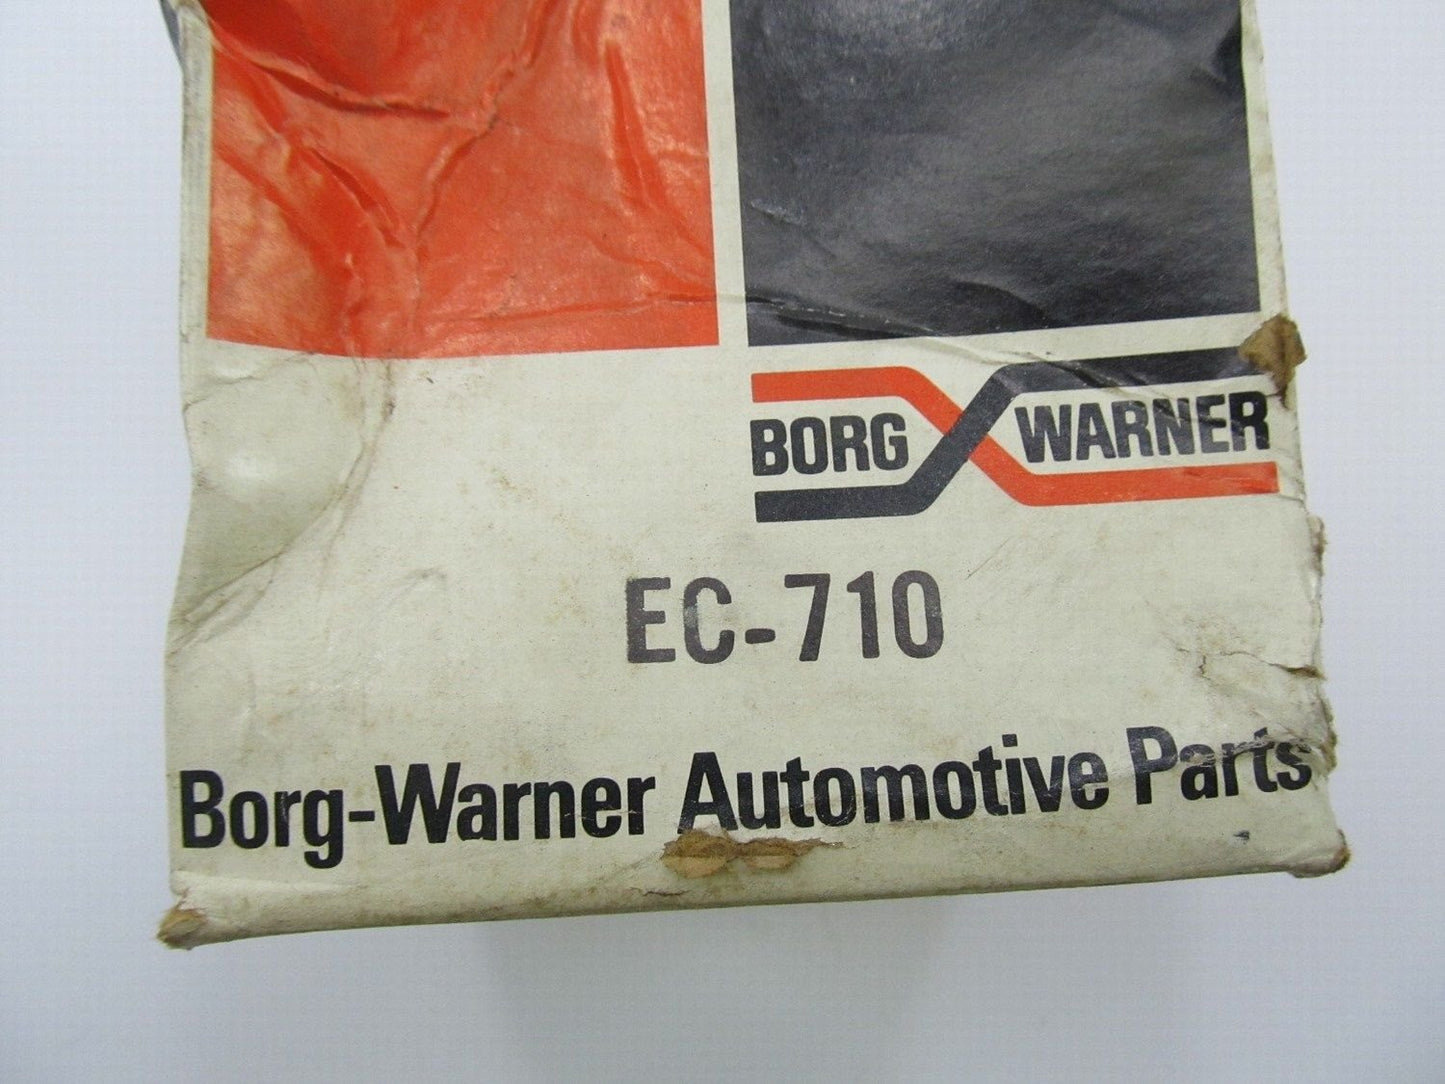 BORG WARNER
EC-710
Borg-Warner Automotive Parts